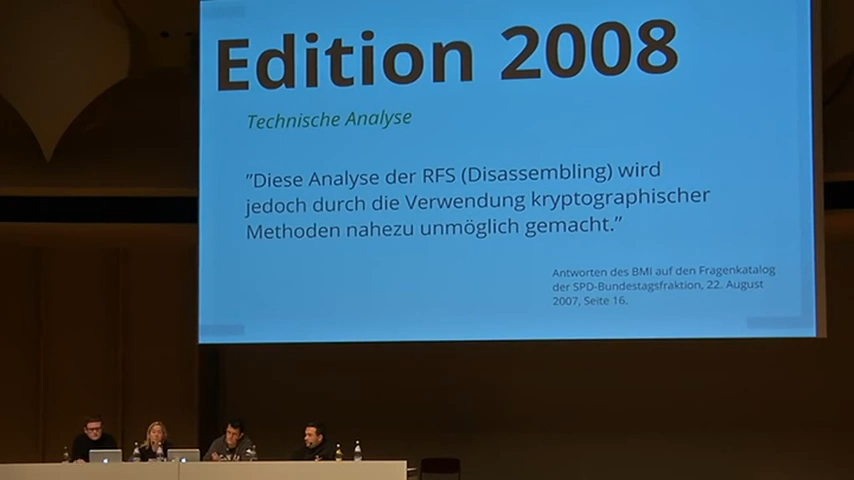 Edition 2008
Technische Analyse
”Diese Analyse der RFS (Disassembling) wird
jedoch durch die Verwendung kryptographischer
Methoden nahezu unmöglich gemacht.”
Antworten des BMI auf den Fragenkatalog
der SPD-Bundestagsfraktion, 22. August
2007, Seite 16.